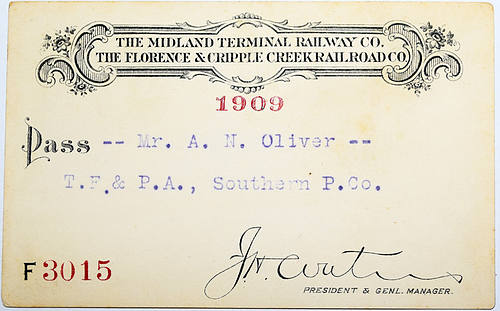 THE MIDLAND TERMINAL RAILWAY CO.
THE FLORENCE & CRIPPLE CREEK RAILROAD CO
1909
Pass -- Mr. A. N. Oliver --
T.F.& P.A., Southern P.Co.
F 3015
PRESIDENT & GENL. MANAGER.